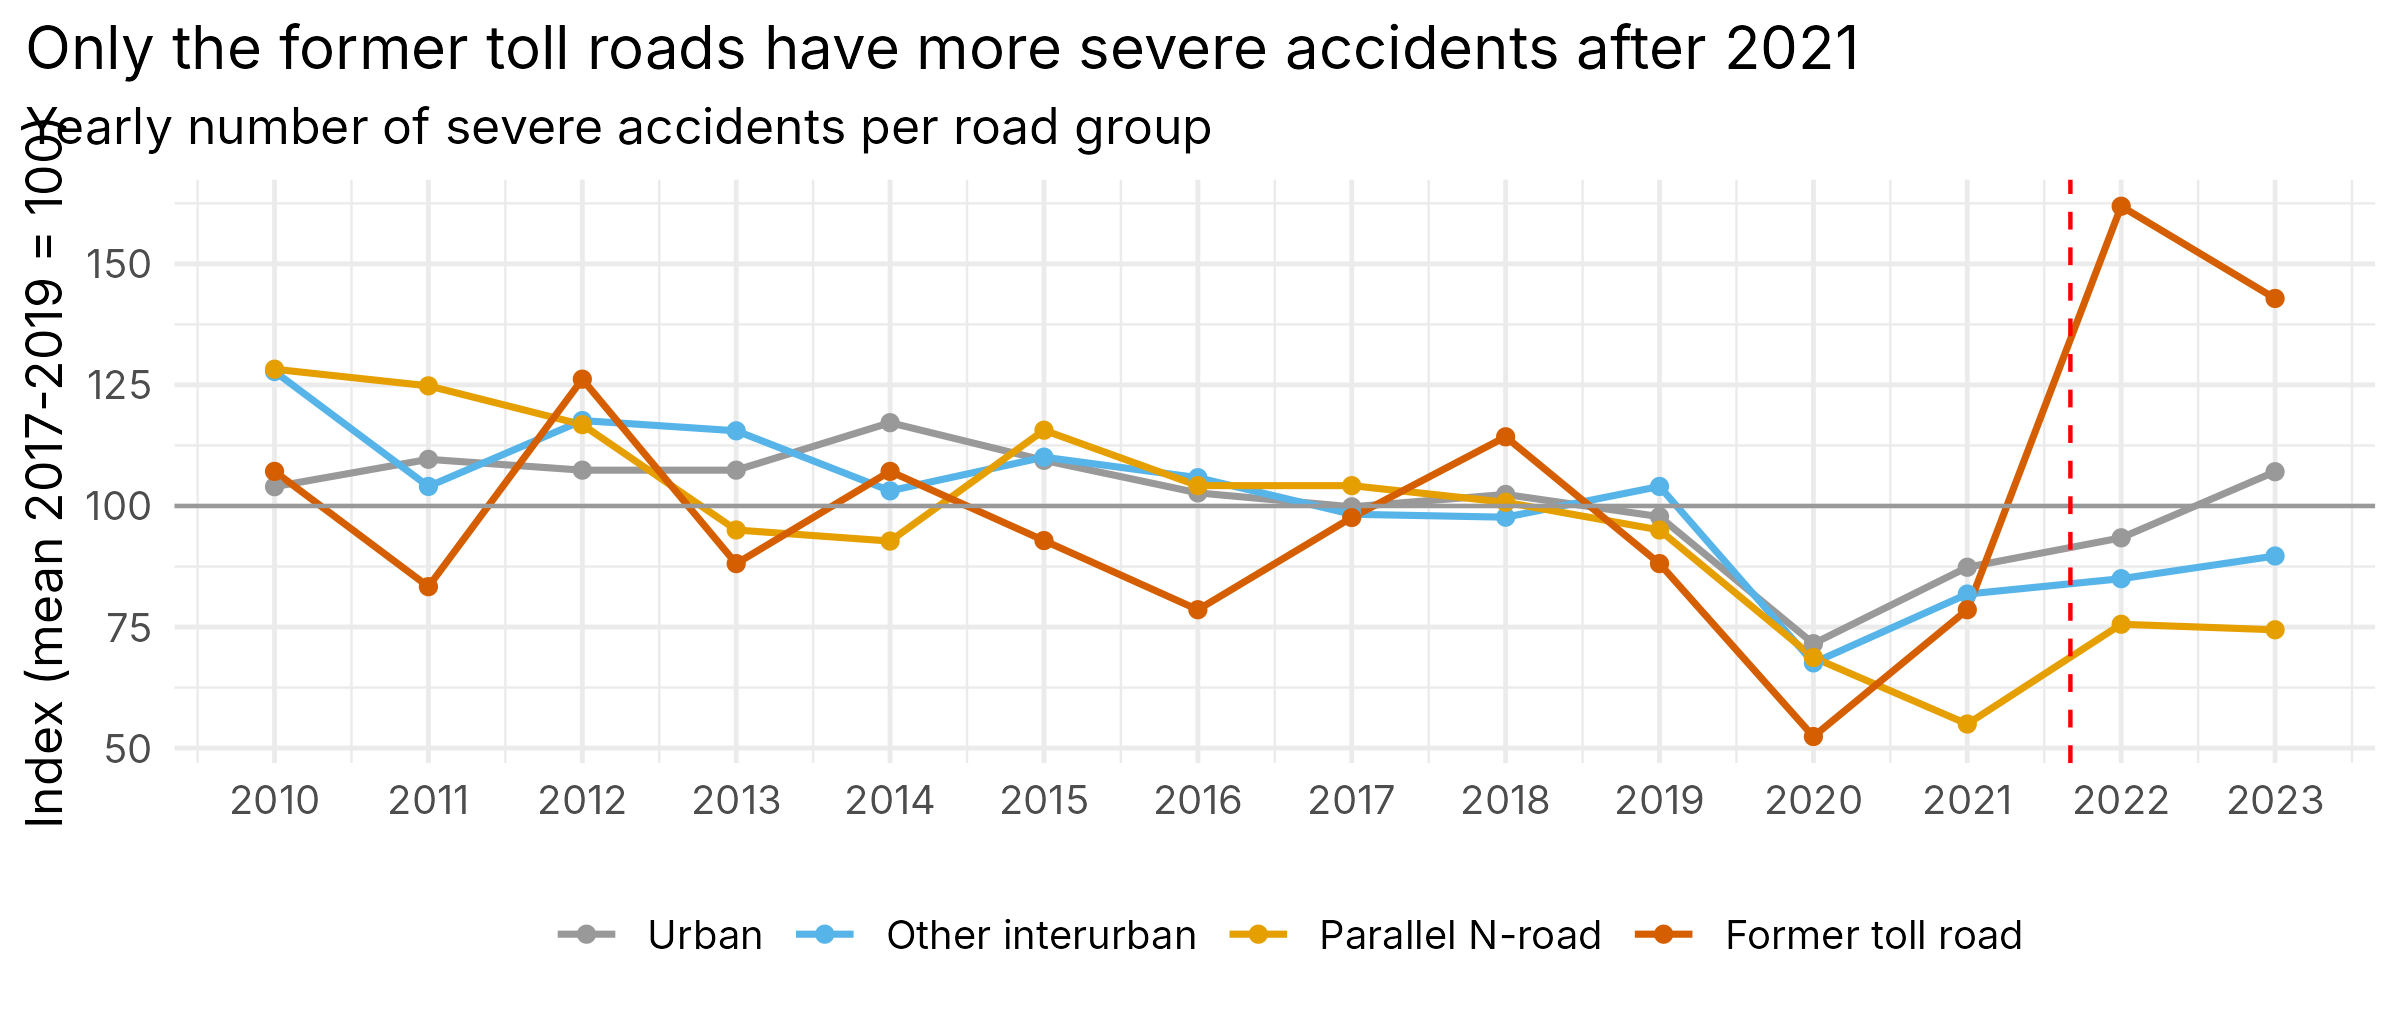 Only the former toll roads have more severe accidents after 2021
Yearly number of severe accidents per road group
Index (mean 2017-2019 = 100)
150
125
100
75
50
2010 2011 2012 2013 2014 2015 2016 2017 2018 2019 2020 2021 2022 2023
Urban Other interurban Parallel N-road Former toll road